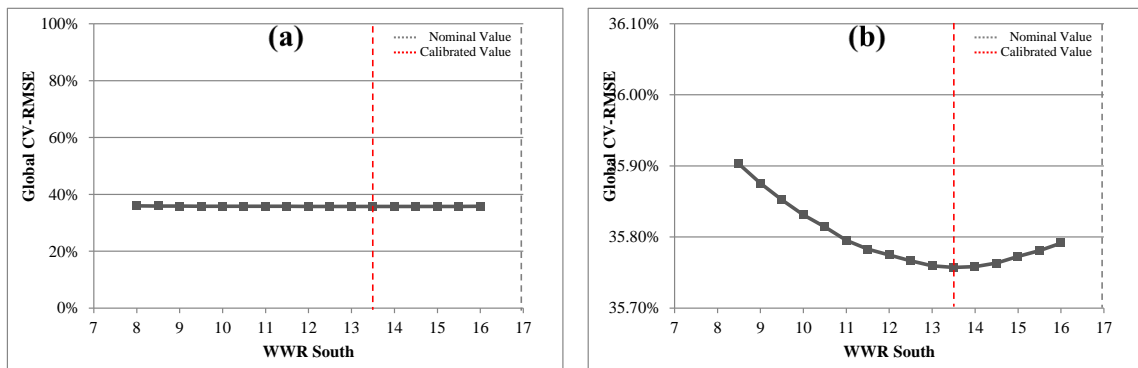 (a)
Nominal Value
Calibrated Value
Global CV-RMSE
100%
80%
60%
40%
20%
0%
7 8 9 10 11 12 13 14 15 16 17
WWR South
(b)
Nominal Value
Calibrated Value
Global CV-RMSE
36.10%
36.00%
35.90%
35.80%
35.70%
7 8 9 10 11 12 13 14 15 16 17
WWR South